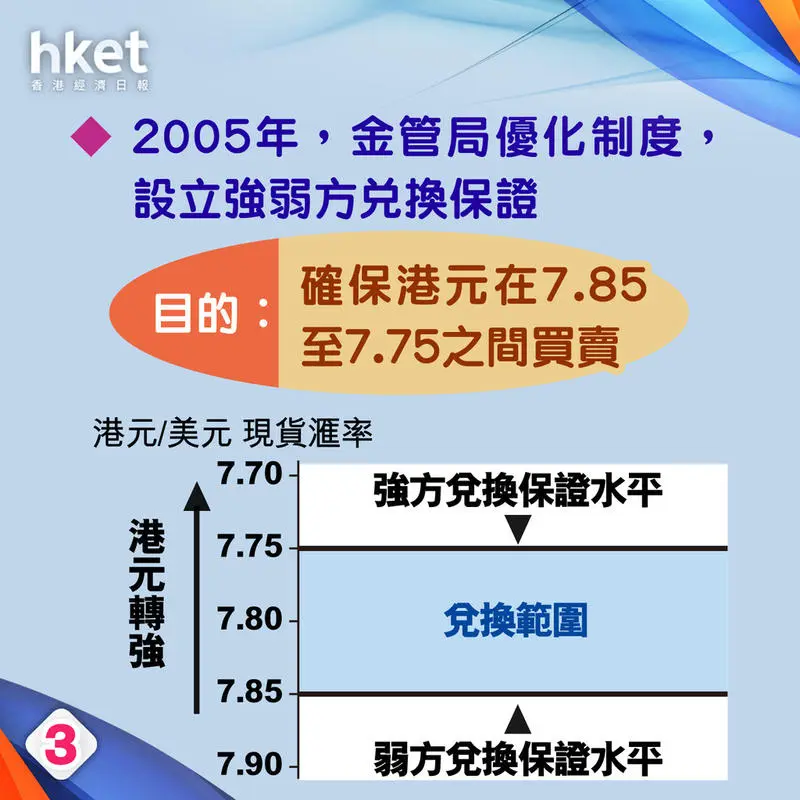 hket
香港經濟日報
2005年，金管局優化制度，
設立強弱方兌換保證
目的：
確保港元在7.85
至7.75之間買賣
港元/美元 現貨滙率
7.70
強方兌換保證水平
7.75
港元轉強
7.80
兌換範圍
7.85
7.90
弱方兌換保證水平
3